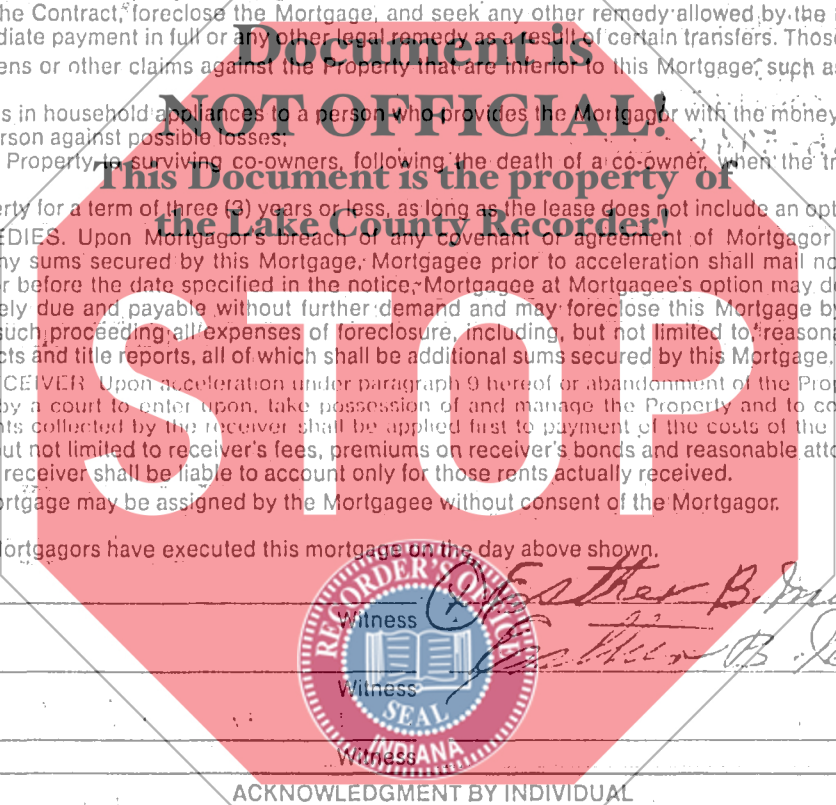 he Contract, foreclose the Mortgage, and seek any other remedy allowed by the
diate payment in full or any other legal remedy as a result of certain transfers. Those
Document is
ens or other claims against the Property that are inferior to this Mortgage, such as
s in household appliances to a person who provides the Mortgagor with the money
NOT OFFICIAL!
rson against possible losses;
Property to surviving co-owners, following the death of a co-owner, when the tr
This Document is the property of
erty for a term of three (3) years or less, as long as the lease does not include an opt
the Lake County Recorder!
EDIES. Upon Mortgagor's breach of any covenant or agreement of Mortgagor
ny sums secured by this Mortgage, Mortgagee prior to acceleration shall mail no
r before the date specified in the notice, Mortgagee at Mortgagee's option may de
ely due and payable without further demand and may foreclose this Mortgage b
such proceeding all expenses of foreclosure, including, but not limited to, reason
cts and title reports, all of which shall be additional sums secured by this Mortgage.
CEIVER Upon acceleration under paragraph 9 hereof or abandonment of the Pro
by a court to enter upon, take possession of and manage the Property and to co
nts collected by the receiver shall be applied first to payment of the costs of the
out not limited to receiver's fees, premiums on receiver's bonds and reasonable atto
receiver shall be liable to account only for those rents actually received.
STOP
ortgage may be assigned by the Mortgagee without consent of the Mortgagor.
Mortgagors have executed this mortgage on the day above shown.
RECORDER'S OFFICE
Esther B.
Witness
B.
Witness
SEAL
INDIANA
Witness
ACKNOWLEDGMENT BY INDIVIDUAL